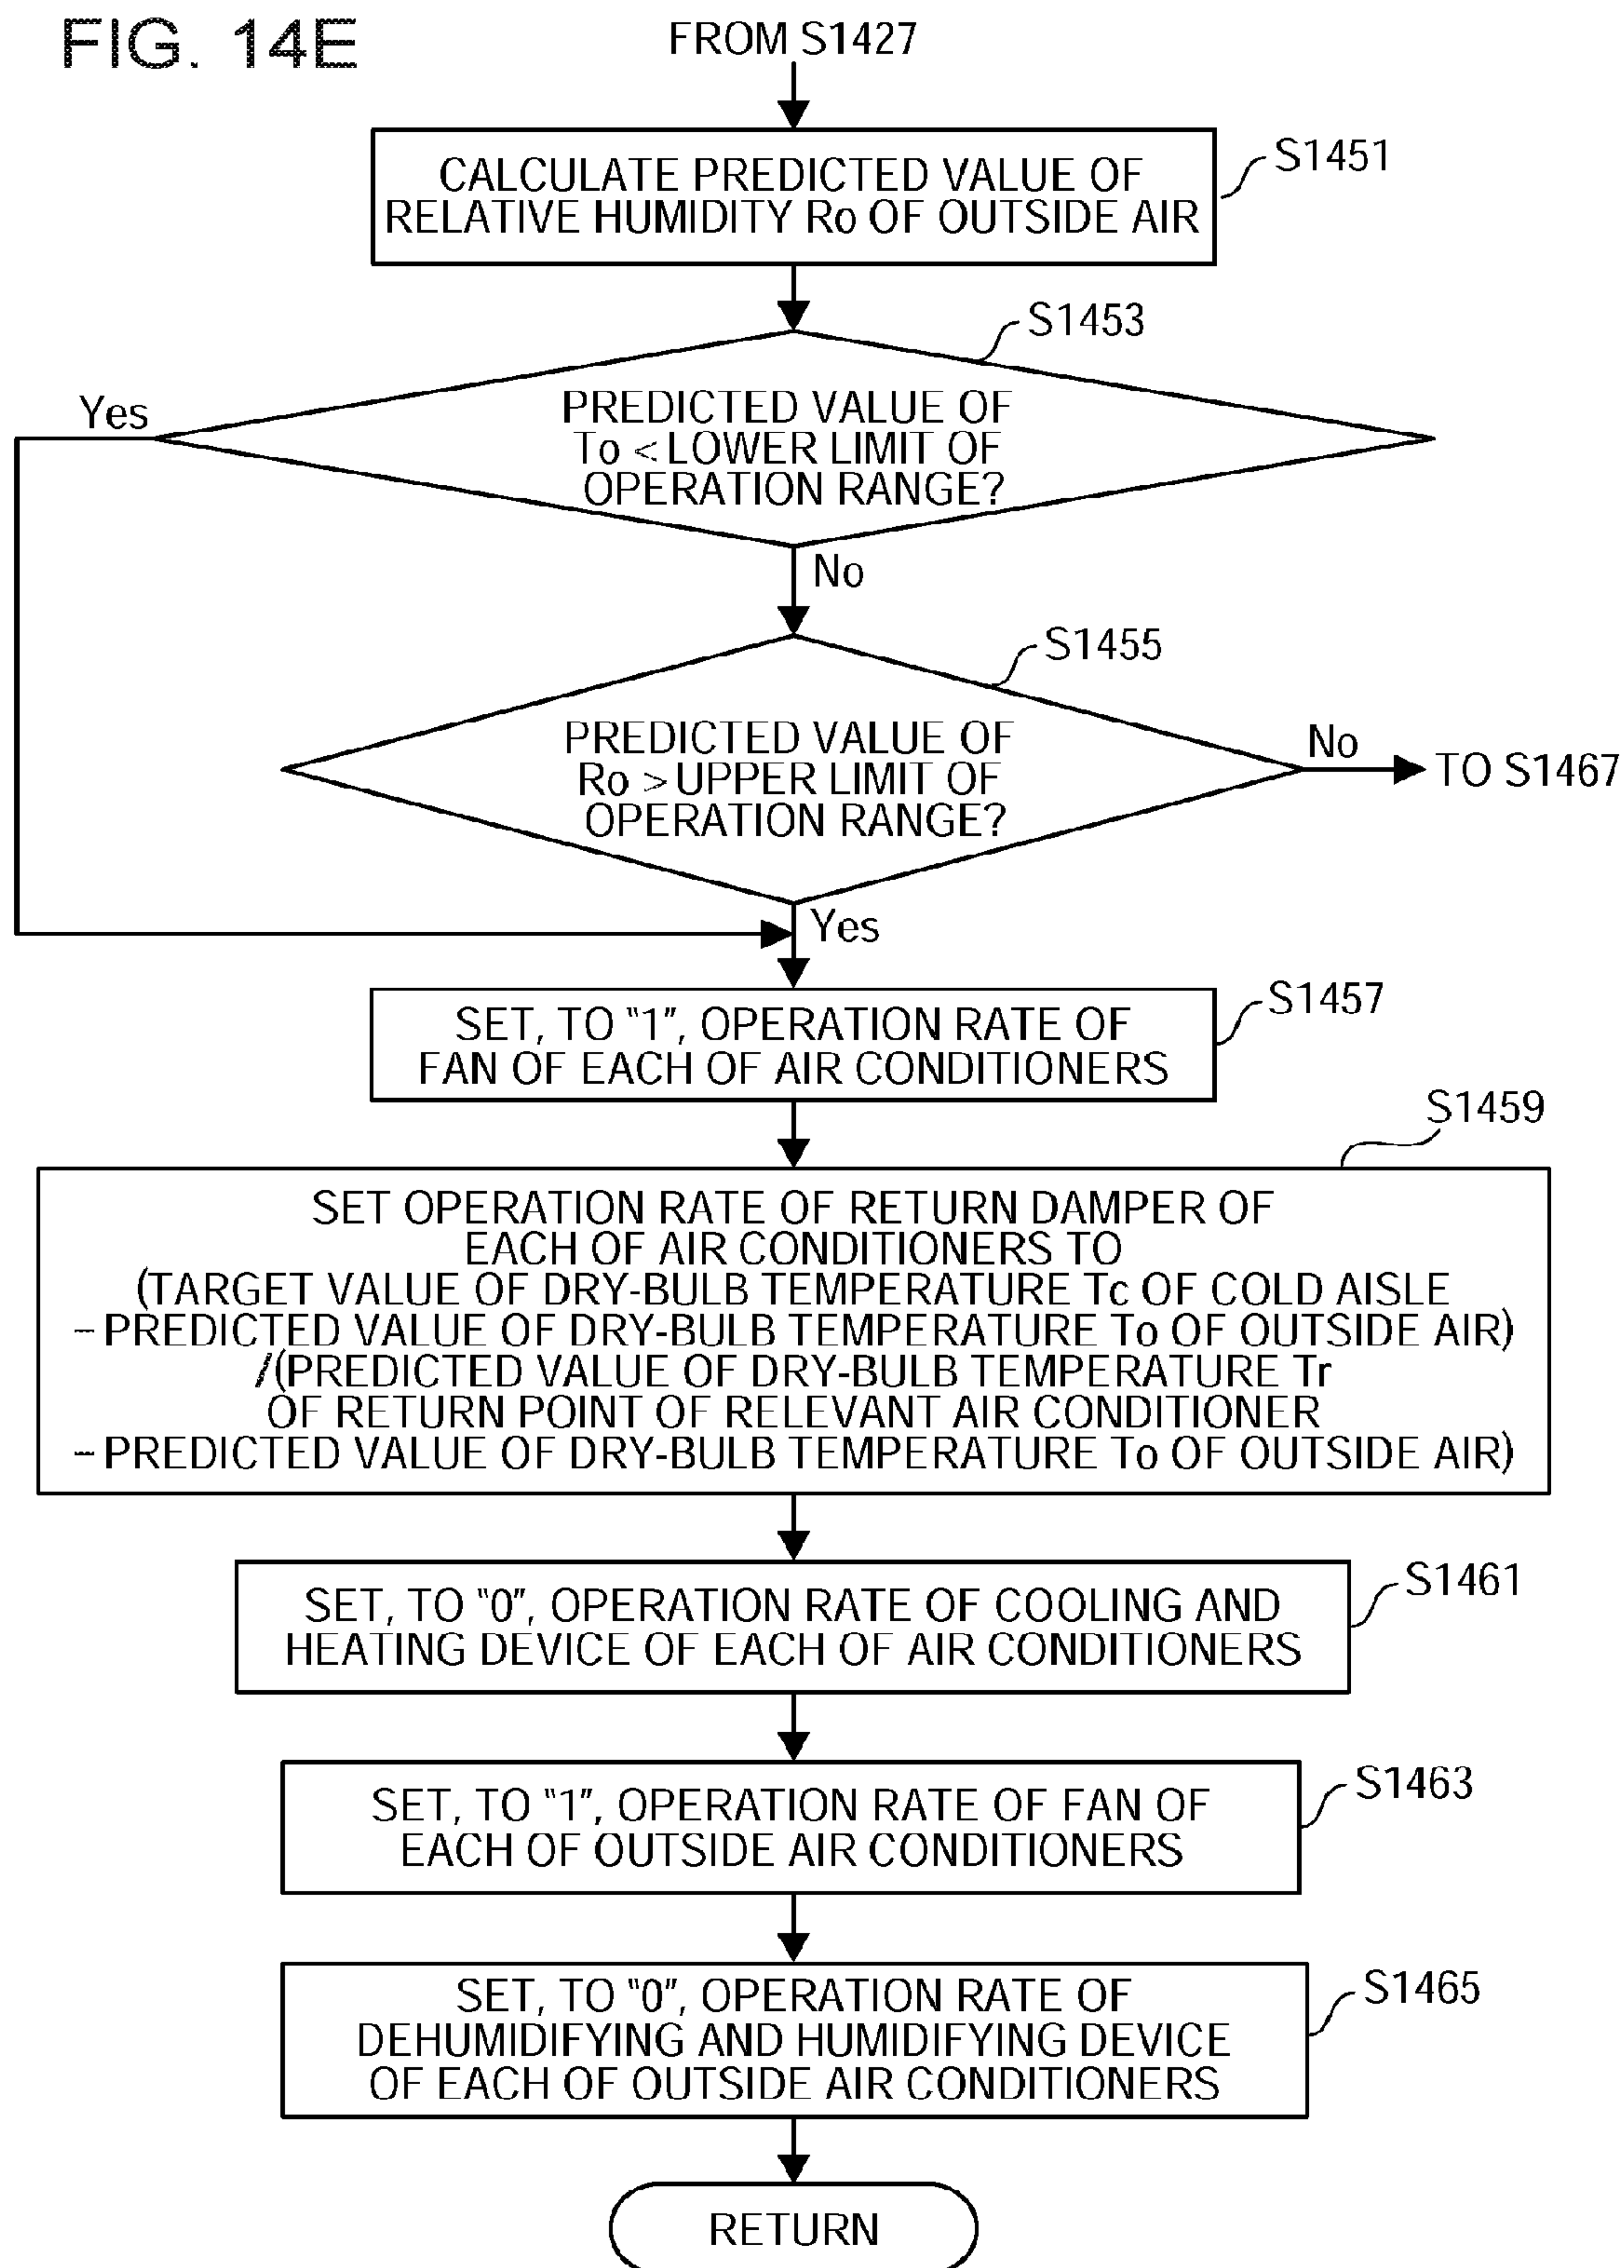 FIG. 14E
FROM S1427
CALCULATE PREDICTED VALUE OF
RELATIVE HUMIDITY Ro OF OUTSIDE AIR
S1451
S1453
PREDICTED VALUE OF
To < LOWER LIMIT OF
OPERATION RANGE?
Yes
No
S1455
PREDICTED VALUE OF
Ro > UPPER LIMIT OF
OPERATION RANGE?
No
TO S1467
Yes
SET, TO "1", OPERATION RATE OF
FAN OF EACH OF AIR CONDITIONERS
S1457
S1459
SET OPERATION RATE OF RETURN DAMPER OF
EACH OF AIR CONDITIONERS TO
(TARGET VALUE OF DRY-BULB TEMPERATURE Tc OF COLD AISLE
– PREDICTED VALUE OF DRY-BULB TEMPERATURE To OF OUTSIDE AIR)
/(PREDICTED VALUE OF DRY-BULB TEMPERATURE Tr
OF RETURN POINT OF RELEVANT AIR CONDITIONER
– PREDICTED VALUE OF DRY-BULB TEMPERATURE To OF OUTSIDE AIR)
SET, TO "0", OPERATION RATE OF COOLING AND
HEATING DEVICE OF EACH OF AIR CONDITIONERS
S1461
SET, TO "1", OPERATION RATE OF FAN OF
EACH OF OUTSIDE AIR CONDITIONERS
S1463
SET, TO "0", OPERATION RATE OF
DEHUMIDIFYING AND HUMIDIFYING DEVICE
OF EACH OF OUTSIDE AIR CONDITIONERS
S1465
RETURN